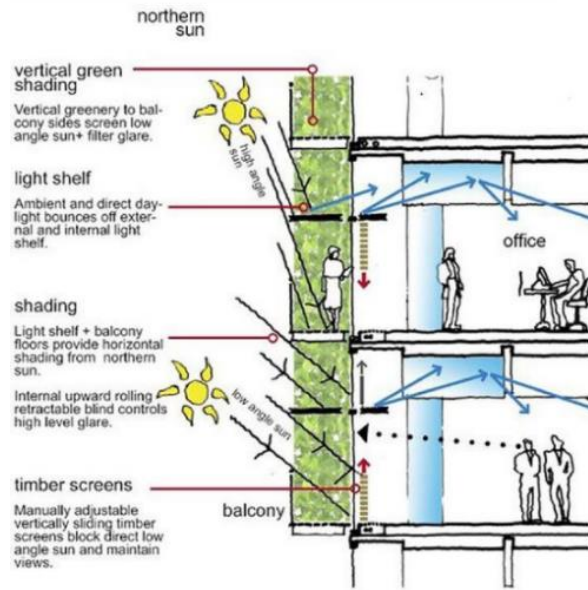 northern
sun
vertical green
shading
Vertical greenery to bal-
cony sides screen low
angle sun+ filter glare.
high angle
sun
light shelf
Ambient and direct day-
light bounces off exter-
nal and internal light
shelf.
office
shading
Light shelf + balcony
floors provide horizontal
shading from northern
sun.
Internal upward rolling
retractable blind controls
high level glare.
low angle sun
timber screens
balcony
Manually adjustable
vertically sliding timber
screens block direct low
angle sun and maintain
views.